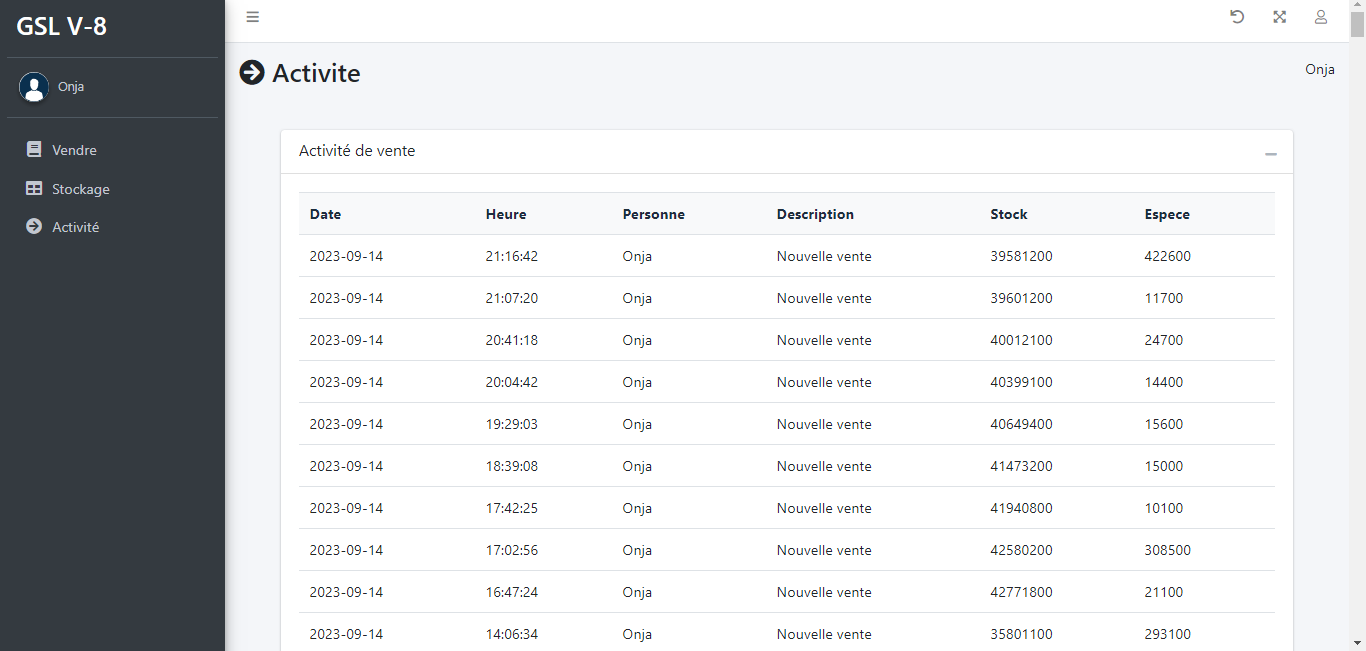 GSL V-8
Onja
Vendre
Stockage
Activité
Activite
Onja
Activité de vente
Date Heure Personne Description Stock Espece
2023-09-14 21:16:42 Onja Nouvelle vente 39581200 422600
2023-09-14 21:07:20 Onja Nouvelle vente 39601200 11700
2023-09-14 20:41:18 Onja Nouvelle vente 40012100 24700
2023-09-14 20:04:42 Onja Nouvelle vente 40399100 14400
2023-09-14 19:29:03 Onja Nouvelle vente 40649400 15600
2023-09-14 18:39:08 Onja Nouvelle vente 41473200 15000
2023-09-14 17:42:25 Onja Nouvelle vente 41940800 10100
2023-09-14 17:02:56 Onja Nouvelle vente 42580200 308500
2023-09-14 16:47:24 Onja Nouvelle vente 42771800 21100
2023-09-14 14:06:34 Onja Nouvelle vente 35801100 293100